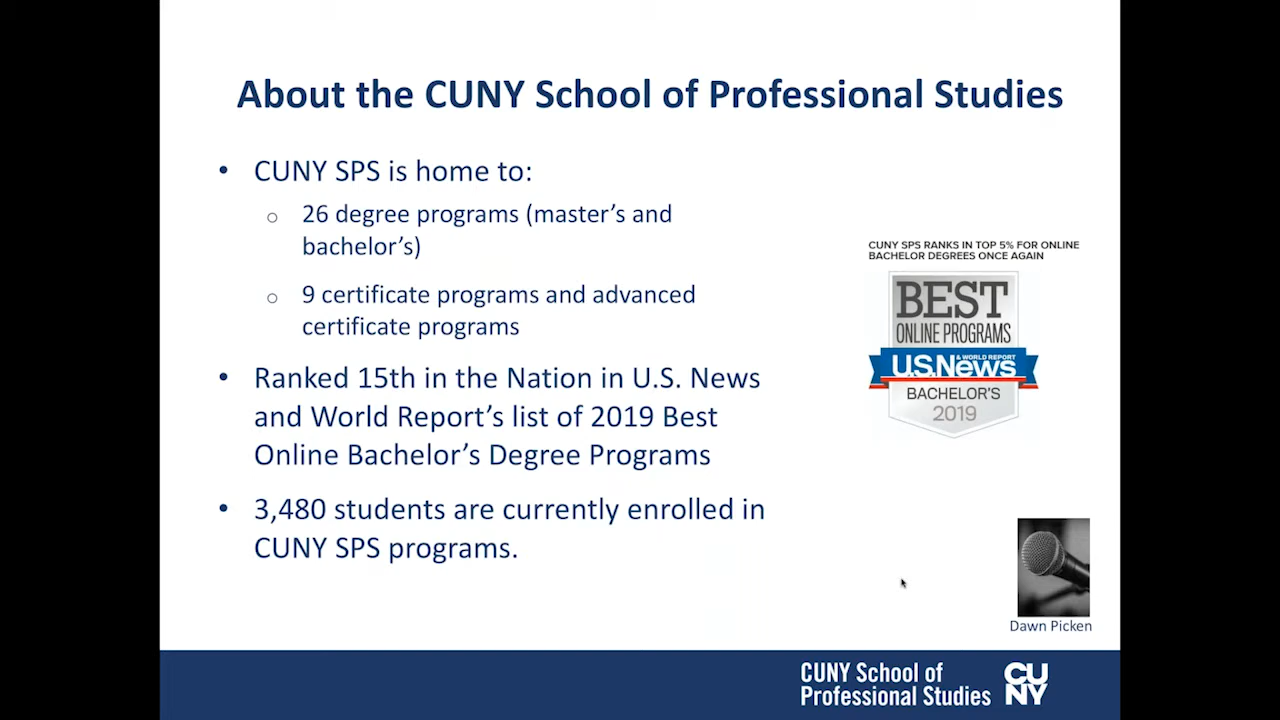 About the CUNY School of Professional Studies
• CUNY SPS is home to:
o 26 degree programs (master's and
bachelor's)
o 9 certificate programs and advanced
certificate programs
• Ranked 15th in the Nation in U.S. News
and World Report's list of 2019 Best
Online Bachelor's Degree Programs
• 3,480 students are currently enrolled in
CUNY SPS programs.
CUNY SPS RANKS IN TOP 5% FOR ONLINE
BACHELOR DEGREES ONCE AGAIN
BEST
ONLINE PROGRAMS
U.S.News & WORLD REPORT
BACHELOR'S
2019
Dawn Picken
CUNY School of
Professional Studies
CU
NY